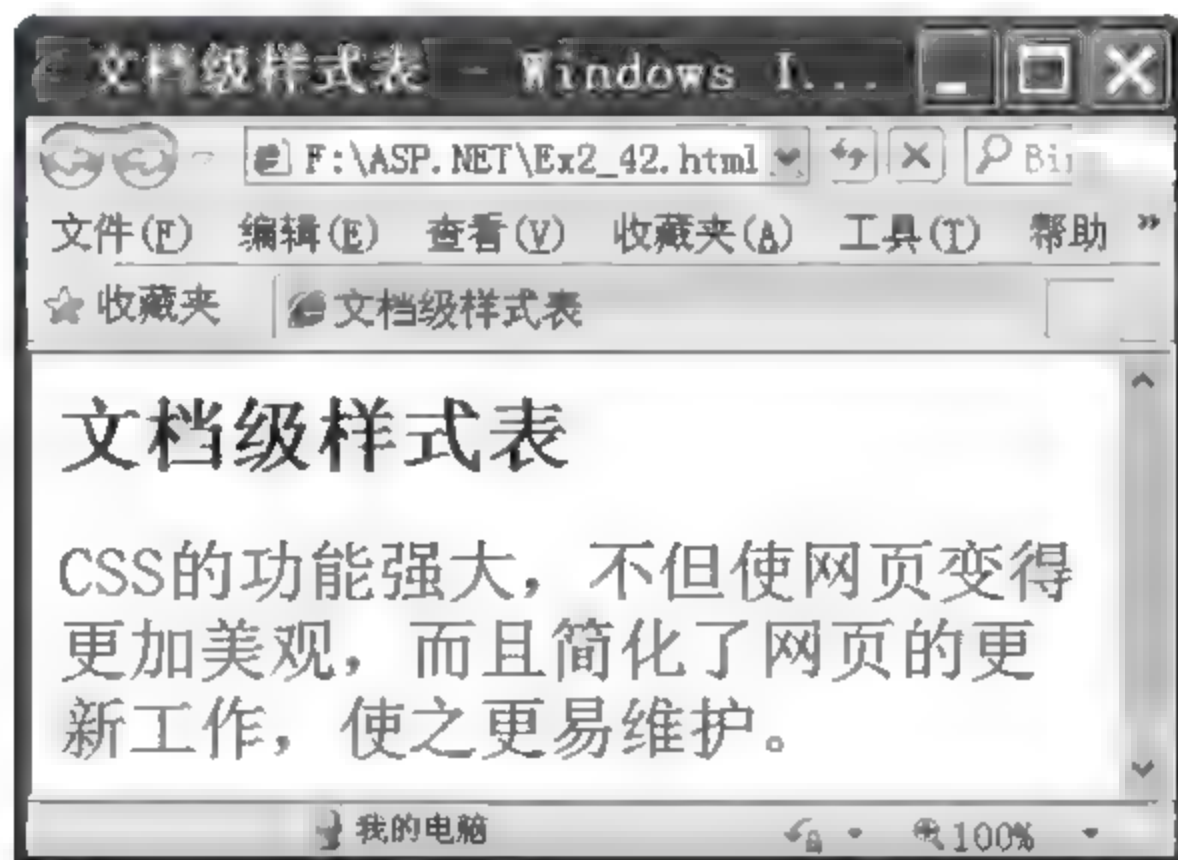 文档级样式表 - Windows I...
F:\ASP.NET\Ex2_42.html
文件(F) 编辑(E) 查看(V) 收藏夹(A) 工具(T) 帮助 »
收藏夹 文档级样式表
文档级样式表
CSS的功能强大，不但使网页变得
更加美观，而且简化了网页的更
新工作，使之更易维护。
我的电脑 100%